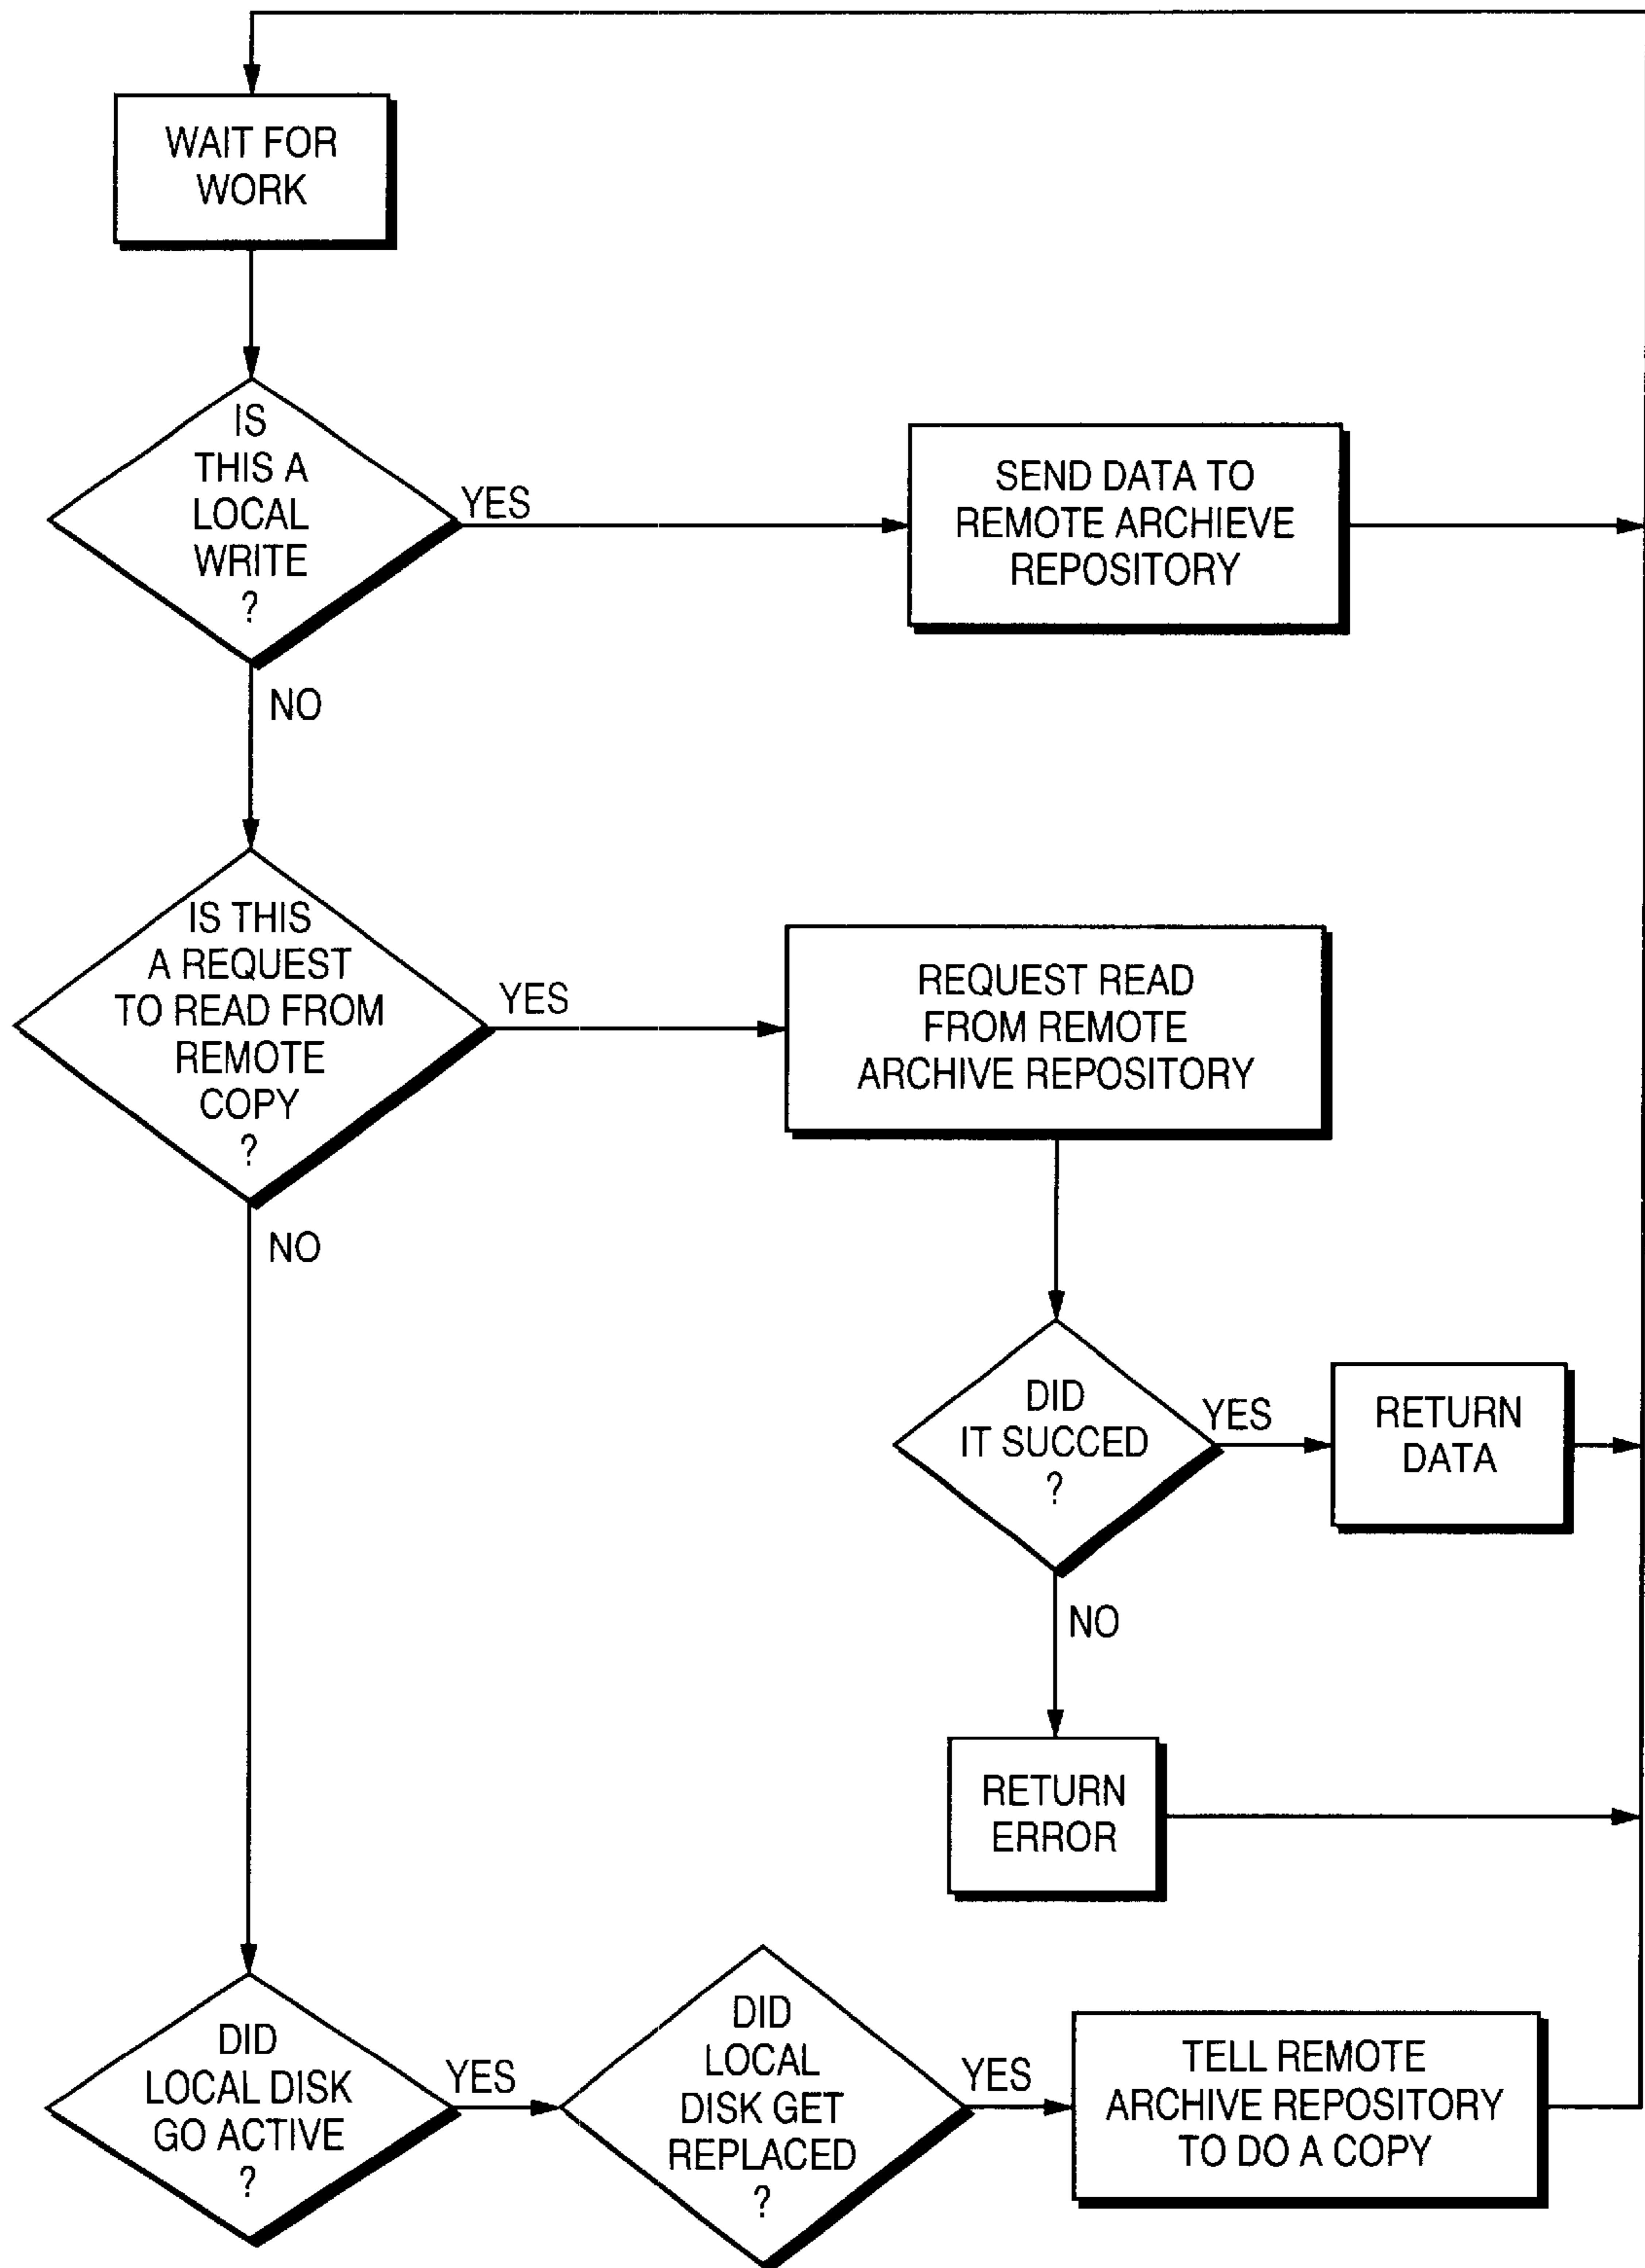 WAIT FOR
WORK
IS
THIS A
LOCAL
WRITE
?
YES
SEND DATA TO
REMOTE ARCHIEVE
REPOSITORY
NO
IS THIS
A REQUEST
TO READ FROM
REMOTE
COPY
?
YES
REQUEST READ
FROM REMOTE
ARCHIVE REPOSITORY
NO
DID
IT SUCCED
?
YES
RETURN
DATA
NO
RETURN
ERROR
DID
LOCAL DISK
GO ACTIVE
?
YES
DID
LOCAL
DISK GET
REPLACED
?
YES
TELL REMOTE
ARCHIVE REPOSITORY
TO DO A COPY